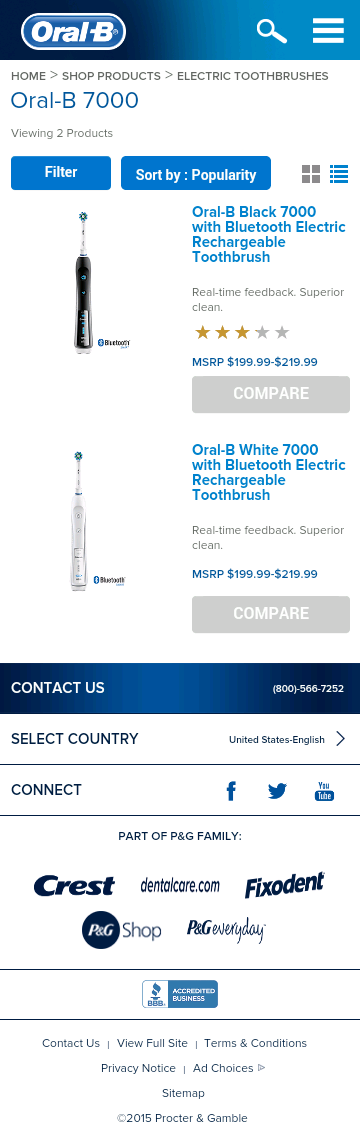 Oral-B
HOME > SHOP PRODUCTS > ELECTRIC TOOTHBRUSHES
Oral-B 7000
Viewing 2 Products
Filter
Sort by : Popularity
Oral-B Black 7000
with Bluetooth Electric
Rechargeable
Toothbrush
Real-time feedback. Superior
clean.
Bluetooth
MSRP $199.99-$219.99
COMPARE
Oral-B White 7000
with Bluetooth Electric
Rechargeable
Toothbrush
Real-time feedback. Superior
clean.
Bluetooth
MSRP $199.99-$219.99
COMPARE
CONTACT US (800)-566-7252
SELECT COUNTRY United States-English
CONNECT
You
Tube
PART OF P&G FAMILY:
Crest dentalcare.com Fixodent
P&G Shop P&G everyday
BBB ACCREDITED
BUSINESS
Contact Us | View Full Site | Terms & Conditions
Privacy Notice | Ad Choices
Sitemap
©2015 Procter & Gamble